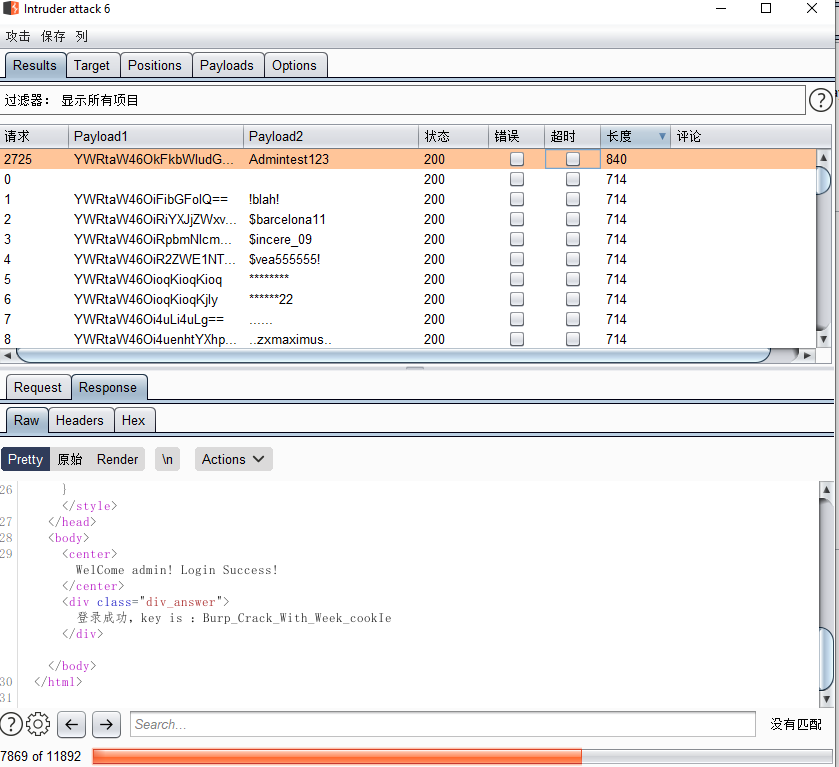 Intruder attack 6
攻击 保存 列
Results Target Positions Payloads Options
过滤器： 显示所有项目 ?
请求 Payload1 Payload2 状态 错误 超时 长度 评论
2725 YWRtaW46OkFkbWludG... Admintest123 200 840
0 200 714
1 YWRtaW46OiFibGFoIQ== !blah! 200 714
2 YWRtaW46OiRiYXJjZWxv... $barcelona11 200 714
3 YWRtaW46OiRpbmNlcm... $incere_09 200 714
4 YWRtaW46OiR2ZWE1NT... $vea555555! 200 714
5 YWRtaW46OioqKioqKioq ******** 200 714
6 YWRtaW46OioqKioqKjIy ******22 200 714
7 YWRtaW46Oi4uLi4uLg== ...... 200 714
8 YWRtaW46Oi4uenhtYXhp... ..zxmaximus.. 200 714
Request Response
Raw Headers Hex
Pretty 原始 Render \n Actions
26 }
</style>
27 </head>
28 <body>
29 <center>
WelCome admin! Login Success!
</center>
<div class="div_answer">
登录成功，key is : Burp_Crack_With_Week_cookIe
</div>
</body>
30 </html>
31
? Search... 没有匹配
7869 of 11892